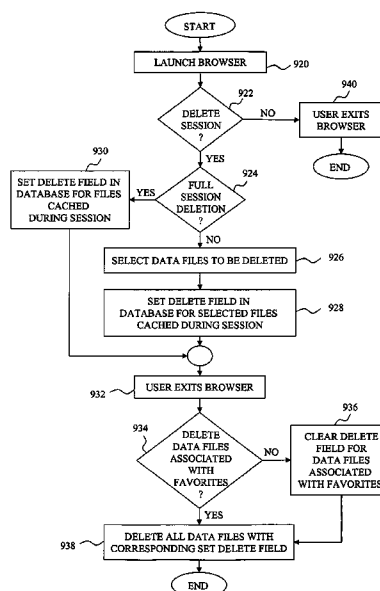 START
LAUNCH BROWSER
920
922
DELETE
SESSION
?
NO
940
USER EXITS
BROWSER
END
YES
930
SET DELETE FIELD IN
DATABASE FOR FILES
CACHED
DURING SESSION
YES
924
FULL
SESSION
DELETION
?
NO
SELECT DATA FILES TO BE DELETED
926
SET DELETE FIELD IN
DATABASE FOR SELECTED FILES
CACHED DURING SESSION
928
932
USER EXITS BROWSER
934
DELETE
DATA FILES
ASSOCIATED
WITH
FAVORITES
?
NO
936
CLEAR DELETE
FIELD FOR
DATA FILES
ASSOCIATED
WITH FAVORITES
YES
938
DELETE ALL DATA FILES WITH
CORRESPONDING SET DELETE FIELD
END